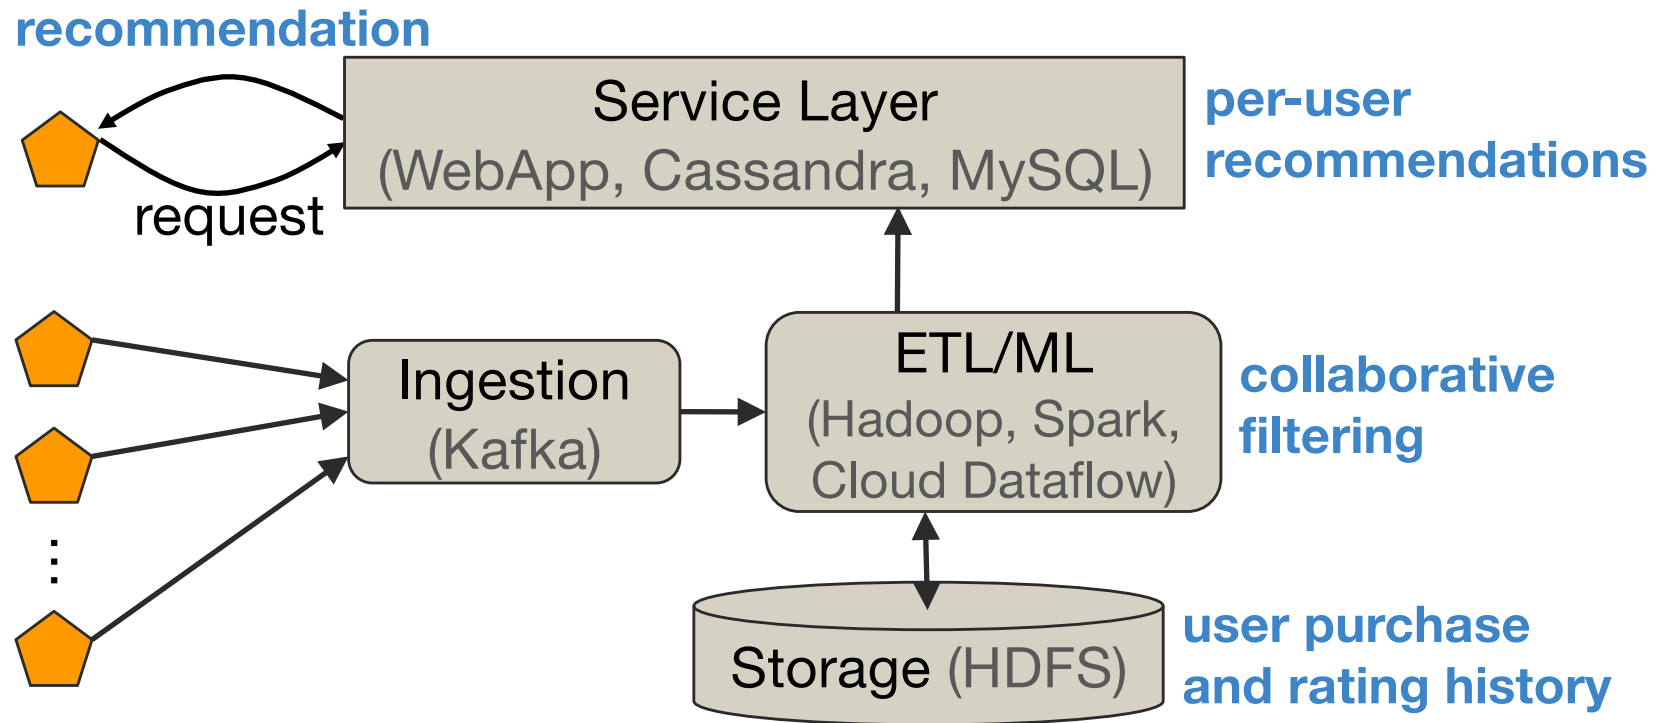 recommendation
Service Layer
(WebApp, Cassandra, MySQL)
per-user
recommendations
request
Ingestion
(Kafka)
ETL/ML
(Hadoop, Spark,
Cloud Dataflow)
collaborative
filtering
...
Storage (HDFS)
user purchase
and rating history